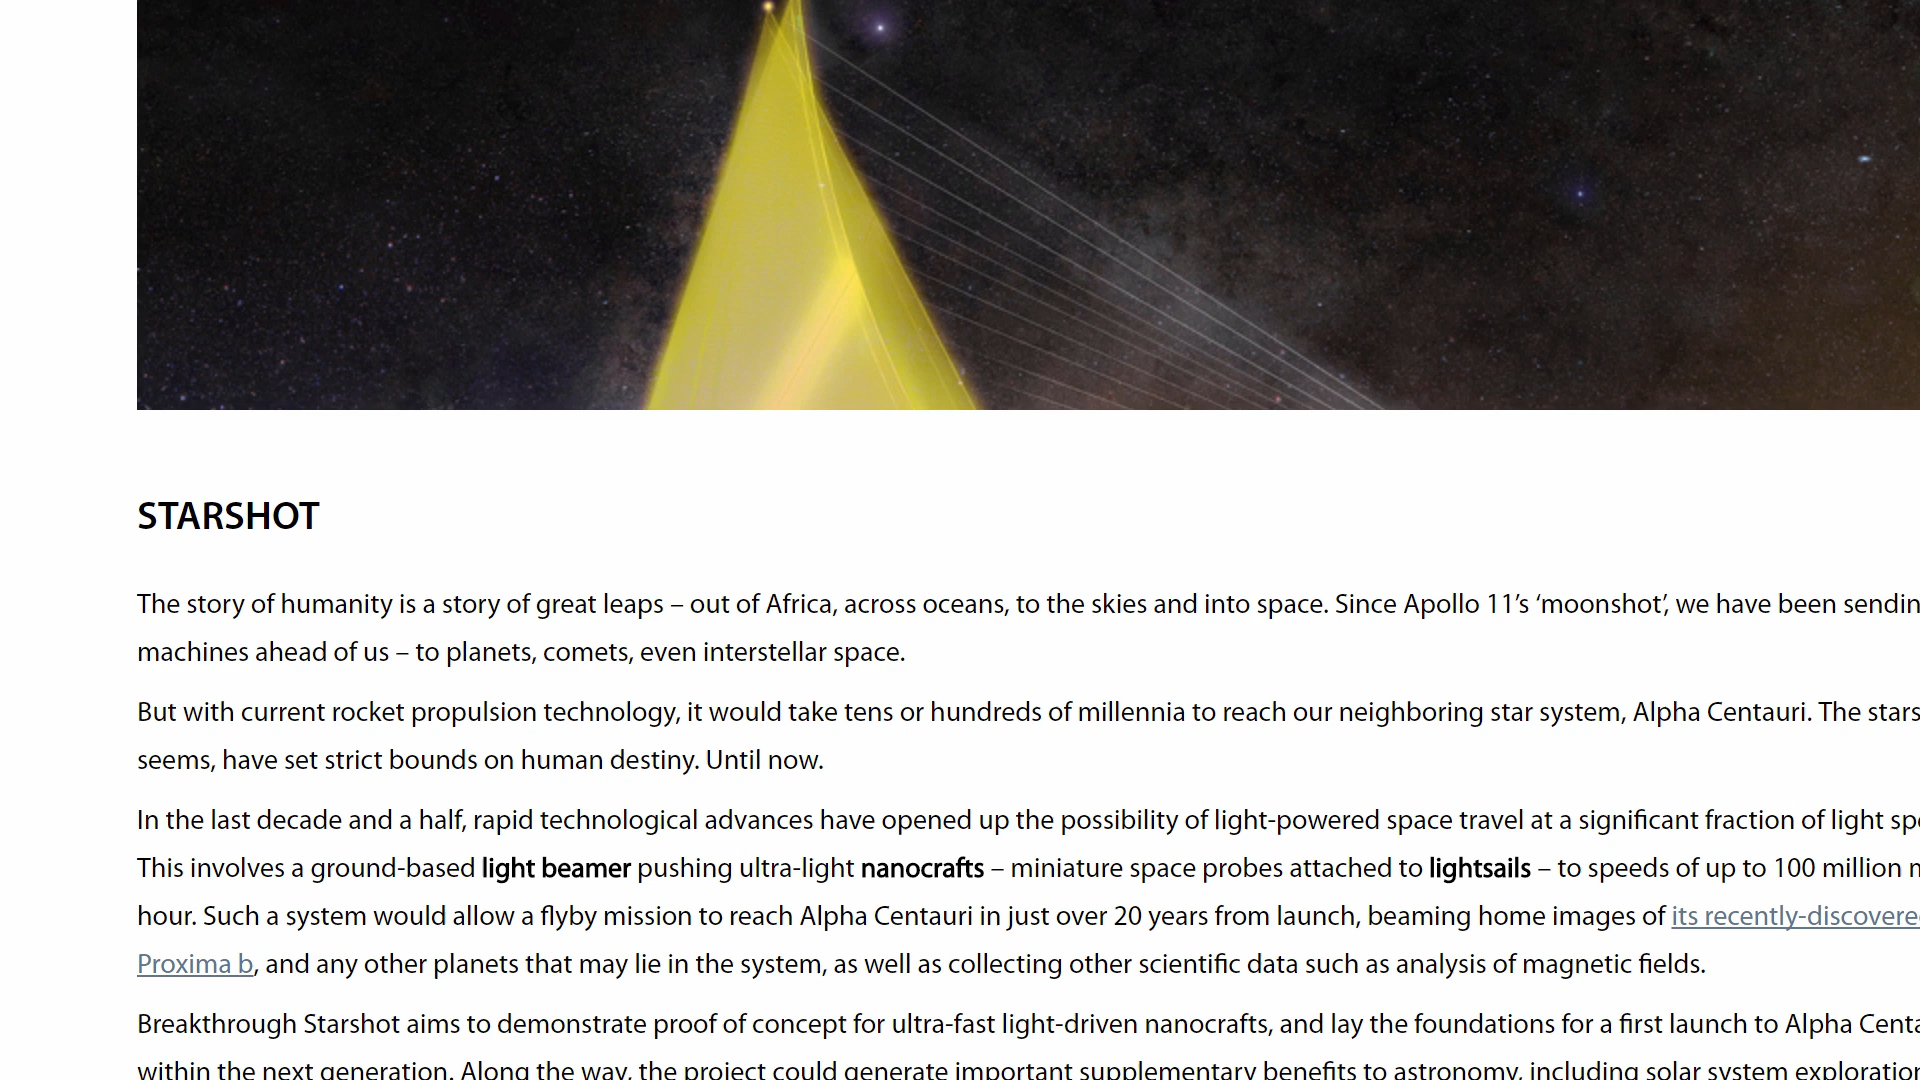 STARSHOT
The story of humanity is a story of great leaps – out of Africa, across oceans, to the skies and into space. Since Apollo 11’s ‘moonshot’, we have been
machines ahead of us – to planets, comets, even interstellar space.
But with current rocket propulsion technology, it would take tens or hundreds of millennia to reach our neighboring star system, Alpha Centauri. The stars
seems, have set strict bounds on human destiny. Until now.
In the last decade and a half, rapid technological advances have opened up the possibility of light-powered space travel at a significant fraction of light
This involves a ground-based light beamer pushing ultra-light nanocrafts – miniature space probes attached to lightsails – to speeds of up to 100 million
hour. Such a system would allow a flyby mission to reach Alpha Centauri in just over 20 years from launch, beaming home images of its
Proxima b, and any other planets that may lie in the system, as well as collecting other scientific data such as analysis of magnetic fields.
Breakthrough Starshot aims to demonstrate proof of concept for ultra-fast light-driven nanocrafts, and lay the foundations for a first launch to Alpha
within the next generation. Along the way, the project could generate important supplementary benefits to astronomy, including solar system exploration